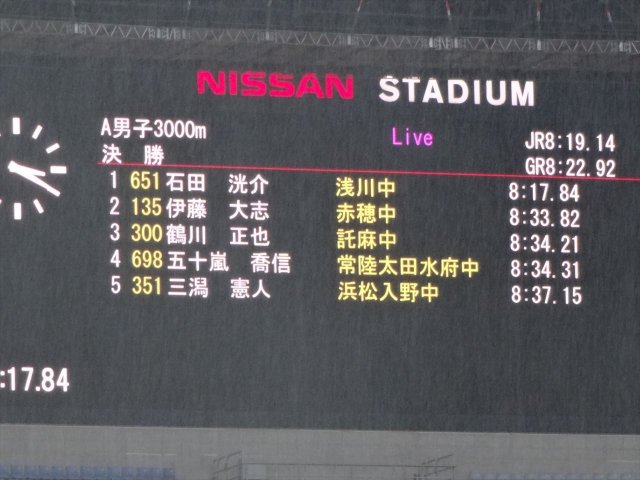 NISSAN STADIUM
A男子3000m Live JR8:19.14
決 勝 GR8:22.92
1 651 石田 洸介 浅川中 8:17.84
2 135 伊藤 大志 赤穂中 8:33.82
3 300 鶴川 正也 託麻中 8:34.21
4 698 五十嵐 喬信 常陸太田水府中 8:34.31
5 351 三潟 憲人 浜松入野中 8:37.15
:17.84